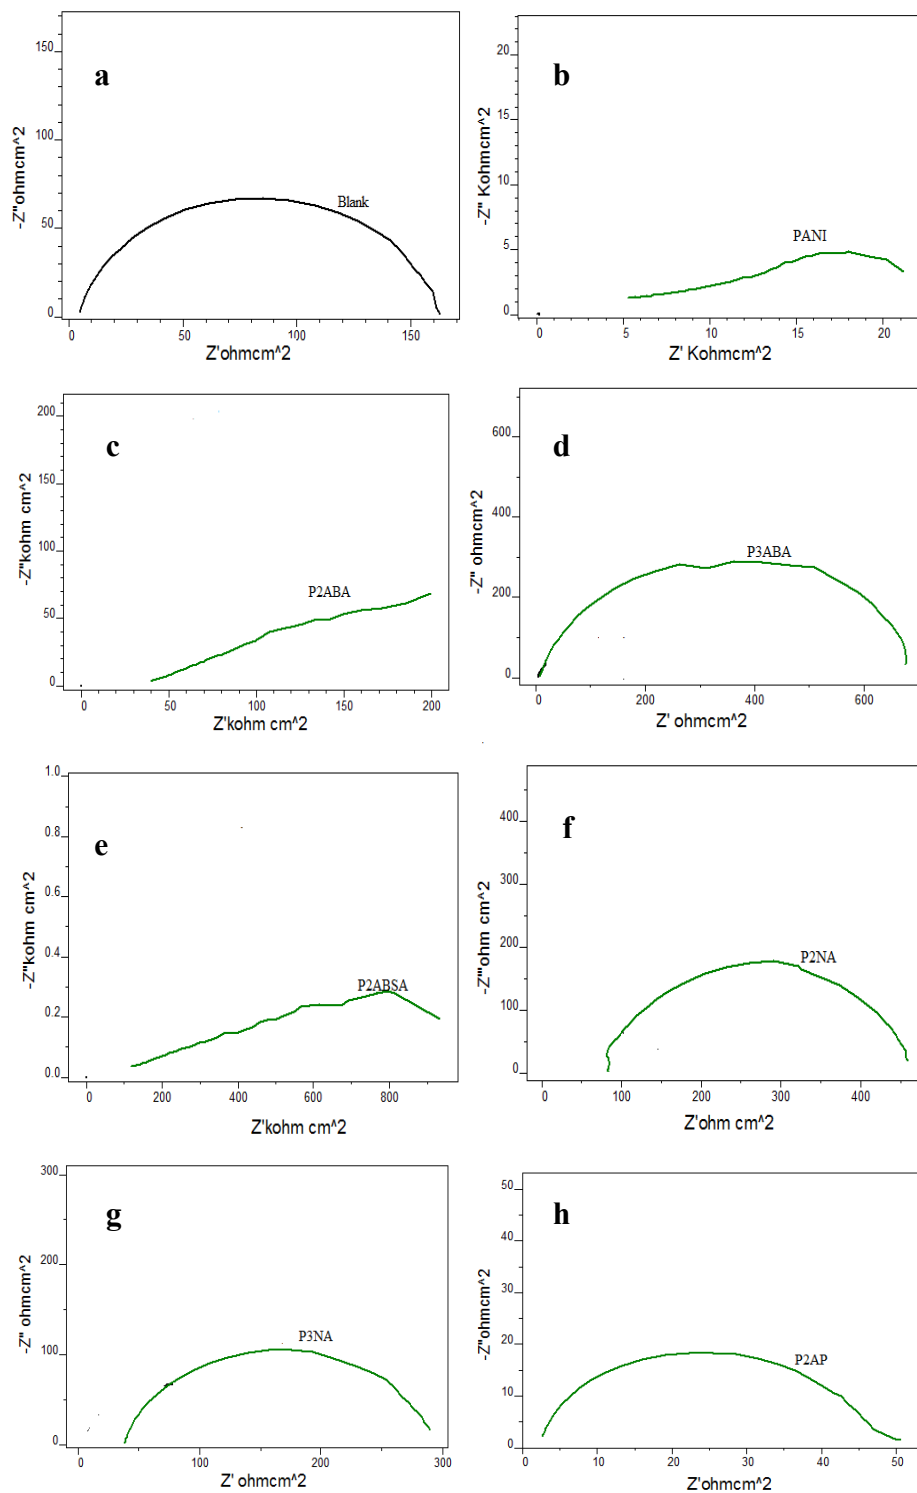 a
-Z"ohmcm^2
150
100
50
0
Blank
0
50
100
150
Z'ohmcm^2
b
-Z" Kohmcm^2
20
15
10
5
0
PANI
0
5
10
15
20
Z' Kohmcm^2
c
-Z"kohm cm^2
200
150
100
50
0
P2ABA
0
50
100
150
200
Z'kohm cm^2
d
-Z" ohmcm^2
600
400
200
0
P3ABA
0
200
400
600
Z' ohmcm^2
e
-Z"kohm cm^2
1.0
0.8
0.6
0.4
0.2
0.0
P2ABSA
0
200
400
600
800
Z'kohm cm^2
f
-Z"ohm cm^2
400
300
200
100
0
P2NA
0
100
200
300
400
Z'ohm cm^2
g
-Z" ohmcm^2
300
200
100
0
P3NA
0
100
200
300
Z' ohmcm^2
h
-Z"ohmcm^2
50
40
30
20
10
0
P2AP
0
10
20
30
40
50
Z'ohmcm^2